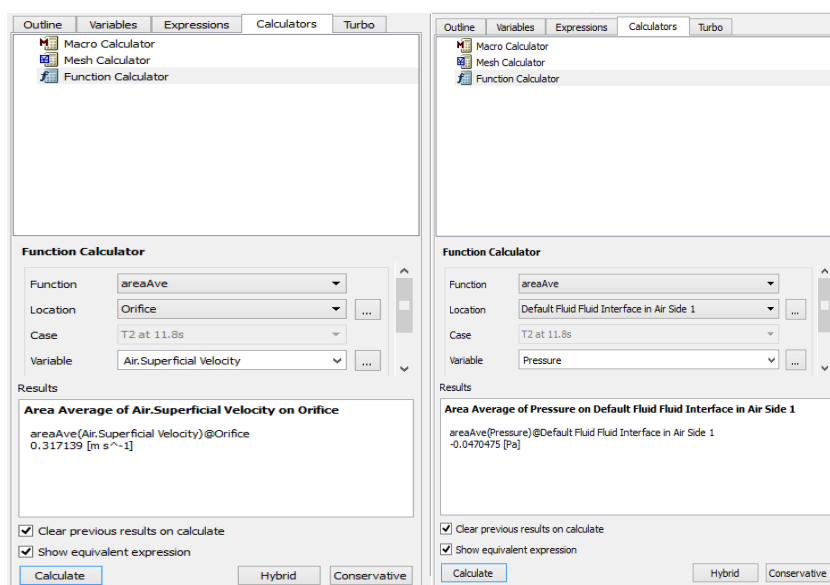 Outline Variables Expressions Calculators Turbo
Macro Calculator
Mesh Calculator
Function Calculator
Function Calculator
Function areaAve
Location Orifice ...
Case T2 at 11.8s
Variable Air.Superficial Velocity ...
Results
Area Average of Air.Superficial Velocity on Orifice
areaAve(Air.Superficial Velocity)@Orifice
0.317139 [m s^-1]
Clear previous results on calculate
Show equivalent expression
Calculate Hybrid Conservative
Outline Variables Expressions Calculators Turbo
Macro Calculator
Mesh Calculator
Function Calculator
Function Calculator
Function areaAve
Location Default Fluid Fluid Interface in Air Side 1 ...
Case T2 at 11.8s
Variable Pressure ...
Results
Area Average of Pressure on Default Fluid Fluid Interface in Air Side 1
areaAve(Pressure)@Default Fluid Fluid Interface in Air Side 1
-0.0470475 [Pa]
Clear previous results on calculate
Show equivalent expression
Calculate Hybrid Conservative